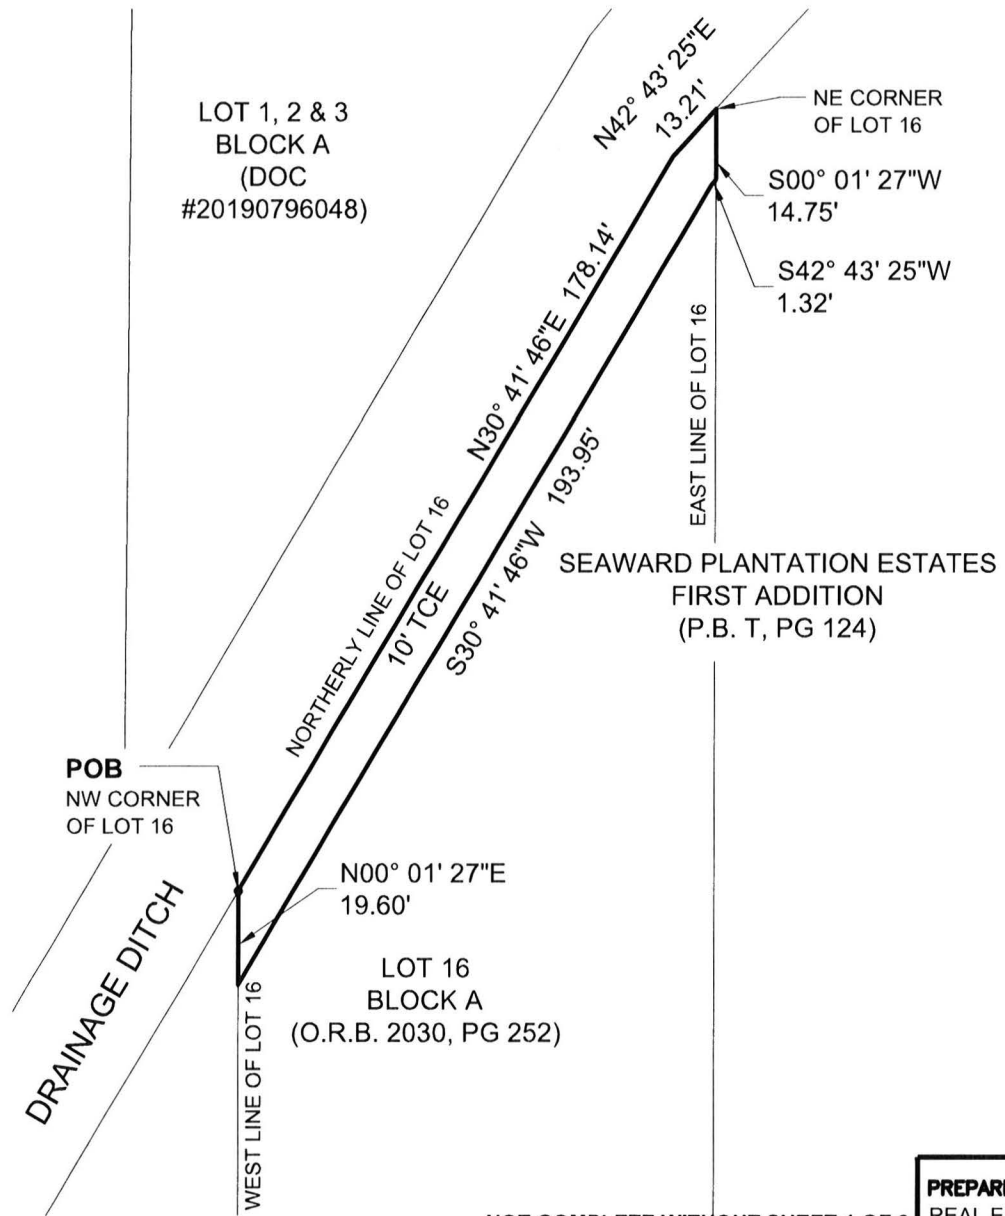 N42° 43' 25"E
13.21'
NE CORNER
OF LOT 16
LOT 1, 2 & 3
BLOCK A
(DOC
#20190796048)
S00° 01' 27"W
14.75'
S42° 43' 25"W
1.32'
N30° 41' 46"E 178.14'
EAST LINE OF LOT 16
NORTHERLY LINE OF LOT 16
10' TCE
S30° 41' 46"W 193.95'
SEAWARD PLANTATION ESTATES
FIRST ADDITION
(P.B. T, PG 124)
POB
NW CORNER
OF LOT 16
N00° 01' 27"E
19.60'
DRAINAGE DITCH
LOT 16
BLOCK A
(O.R.B. 2030, PG 252)
WEST LINE OF LOT 16